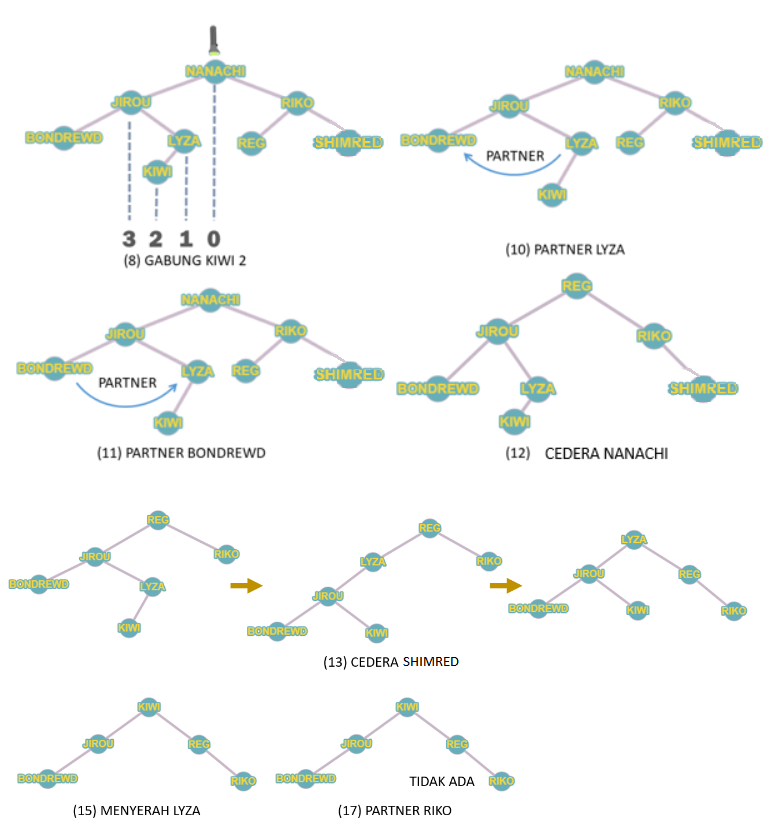 NANACHI
JIROU
RIKO
BONDREWD
LYZA
REG
SHIMRED
KIWI
3 2 1 0
(8) GABUNG KIWI 2
NANACHI
JIROU
RIKO
BONDREWD
LYZA
REG
SHIMRED
PARTNER
KIWI
(10) PARTNER LYZA
NANACHI
JIROU
RIKO
BONDREWD
LYZA
REG
SHIMRED
PARTNER
KIWI
(11) PARTNER BONDREWD
REG
JIROU
RIKO
BONDREWD
LYZA
SHIMRED
KIWI
(12) CEDERA NANACHI
REG
JIROU
RIKO
BONDREWD
LYZA
KIWI
REG
LYZA
RIKO
JIROU
BONDREWD
KIWI
LYZA
JIROU
REG
BONDREWD
KIWI
RIKO
(13) CEDERA SHIMRED
KIWI
JIROU
REG
BONDREWD
RIKO
(15) MENYERAH LYZA
KIWI
JIROU
REG
BONDREWD
TIDAK ADA
RIKO
(17) PARTNER RIKO